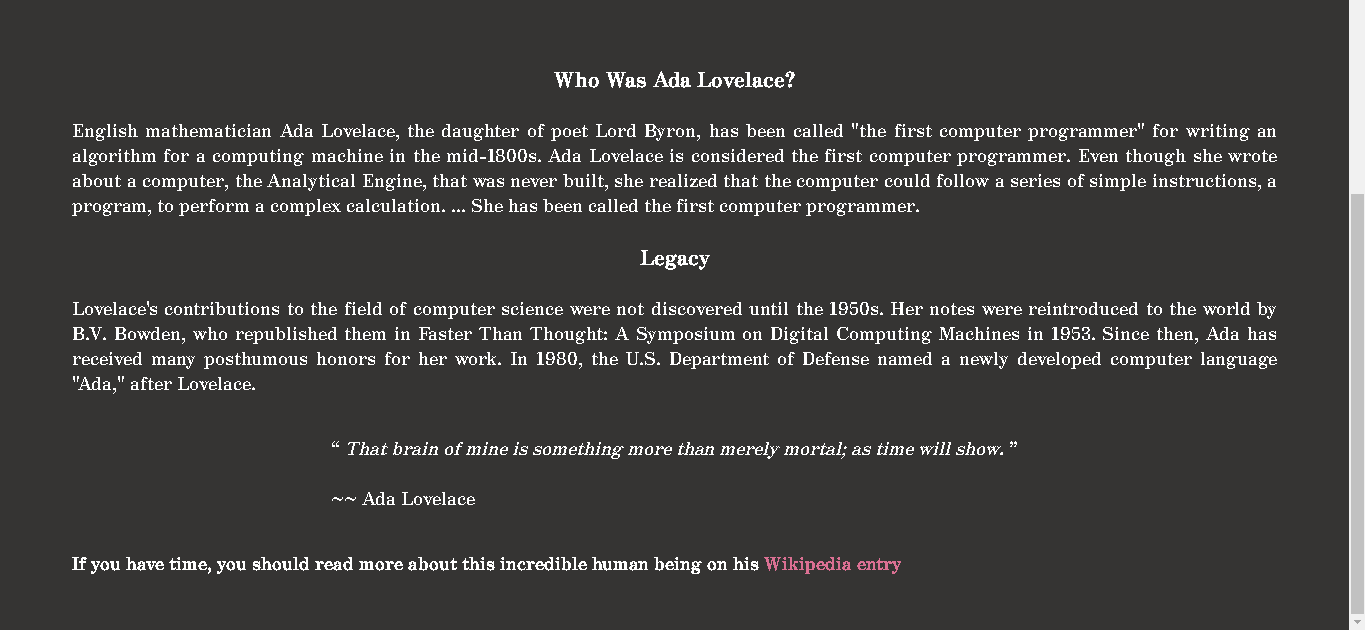 Who Was Ada Lovelace?
English mathematician Ada Lovelace, the daughter of poet Lord Byron, has been called "the first computer programmer" for writing an
algorithm for a computing machine in the mid-1800s. Ada Lovelace is considered the first computer programmer. Even though she wrote
about a computer, the Analytical Engine, that was never built, she realized that the computer could follow a series of simple instructions, a
program, to perform a complex calculation. ... She has been called the first computer programmer.
Legacy
Lovelace's contributions to the field of computer science were not discovered until the 1950s. Her notes were reintroduced to the world by
B.V. Bowden, who republished them in Faster Than Thought: A Symposium on Digital Computing Machines in 1953. Since then, Ada has
received many posthumous honors for her work. In 1980, the U.S. Department of Defense named a newly developed computer language
"Ada," after Lovelace.
“ That brain of mine is something more than merely mortal; as time will show. ”
~~ Ada Lovelace
If you have time, you should read more about this incredible human being on his Wikipedia entry